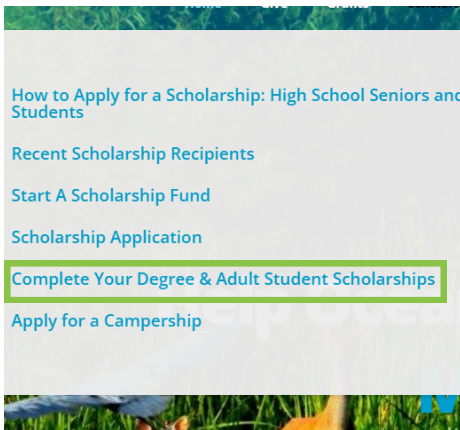 How to Apply for a Scholarship: High School Seniors and
Students
Recent Scholarship Recipients
Start A Scholarship Fund
Scholarship Application
Complete Your Degree & Adult Student Scholarships
Apply for a Campership